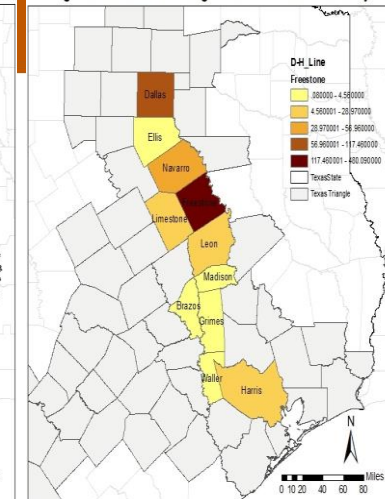 D-H_Line
Freestone
.080000 - 4.560000
4.560001 - 28.970000
28.970001 - 56.960000
56.960001 - 117.460000
117.460001 - 480.090000
TexasState
Texas Triangle
Dallas
Ellis
Navarro
Limestone
Leon
Madison
Brazos
Grimes
Waller
Harris
N
Miles
0 10 20 40 60 80